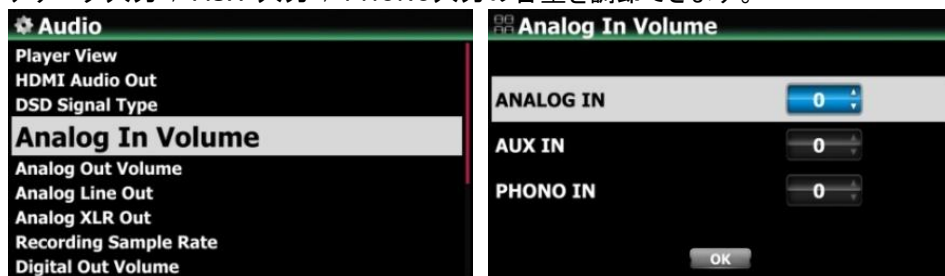 Audio
Player View
HDMI Audio Out
DSD Signal Type
Analog In Volume
Analog Out Volume
Analog Line Out
Analog XLR Out
Recording Sample Rate
Digital Out Volume
Analog In Volume
ANALOG IN 0
AUX IN 0
PHONO IN 0
OK